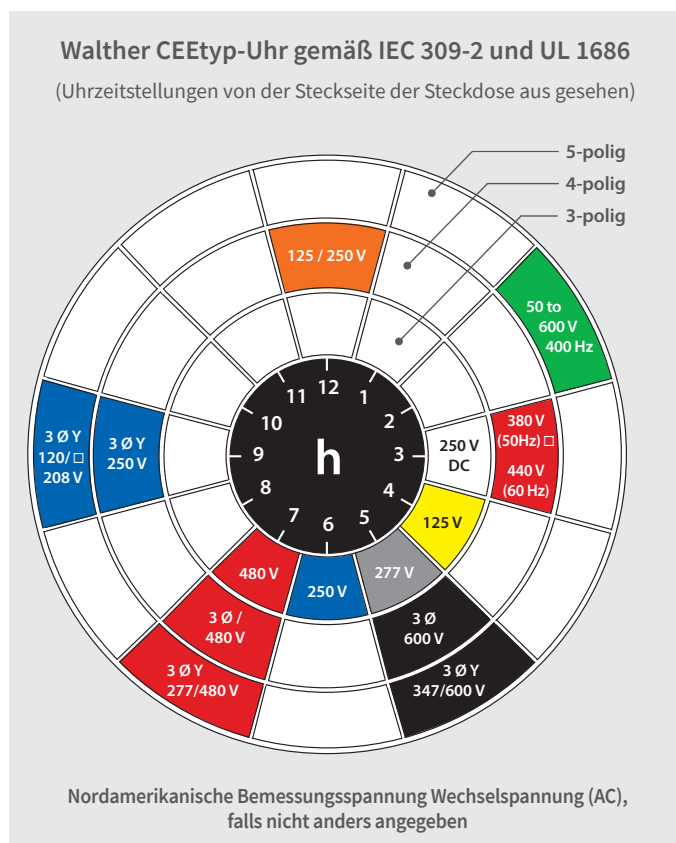 Walther CEEtyp-Uhr gemäß IEC 309-2 und UL 1686
(Uhrzeitstellungen von der Steckseite der Steckdose aus gesehen)
5-polig
4-polig
3-polig
125 / 250 V
50 to
600 V
400 Hz
12
1
2
3
4
5
6
7
8
9
10
11
h
3 Ø Y
120/ □
208 V
3 Ø Y
250 V
250 V
DC
380 V
(50Hz) □
440 V
(60 Hz)
125 V
277 V
250 V
480 V
3 Ø /
480 V
3 Ø
600 V
3 Ø Y
277/480 V
3 Ø Y
347/600 V
Nordamerikanische Bemessungsspannung Wechselspannung (AC),
falls nicht anders angegeben